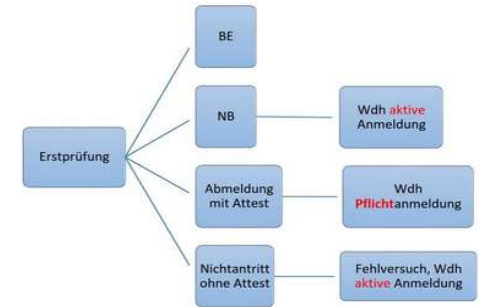 BE
NB
Wdh aktive
Anmeldung
Erstprüfung
Abmeldung
mit Attest
Wdh
Pflichtanmeldung
Nichtantritt
ohne Attest
Fehlversuch, Wdh
aktive Anmeldung